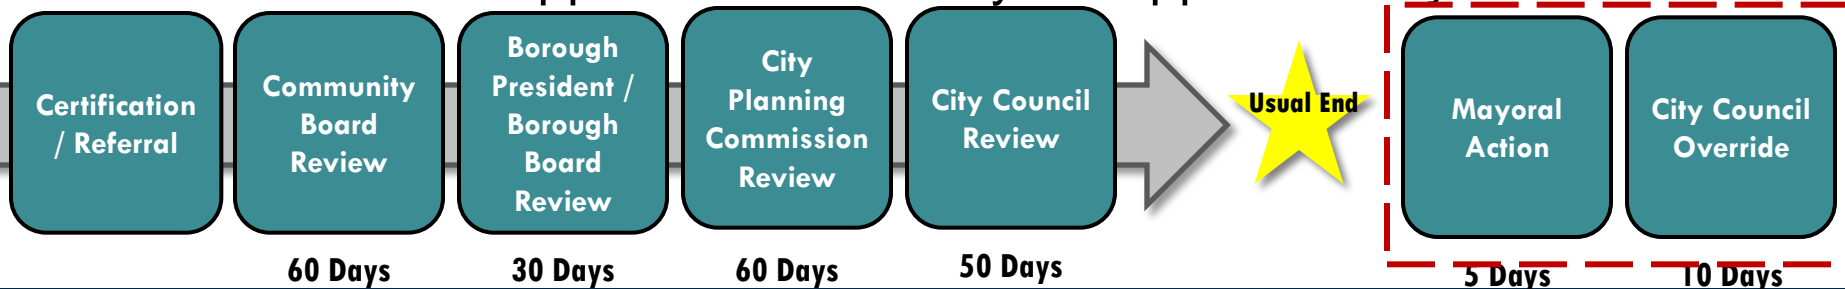 Certification
/ Referral
Community
Board
Review
Borough
President /
Borough
Board
Review
City
Planning
Commission
Review
City Council
Review
Usual End
Mayoral
Action
City Council
Override
60 Days
30 Days
60 Days
50 Days
5 Days
10 Days